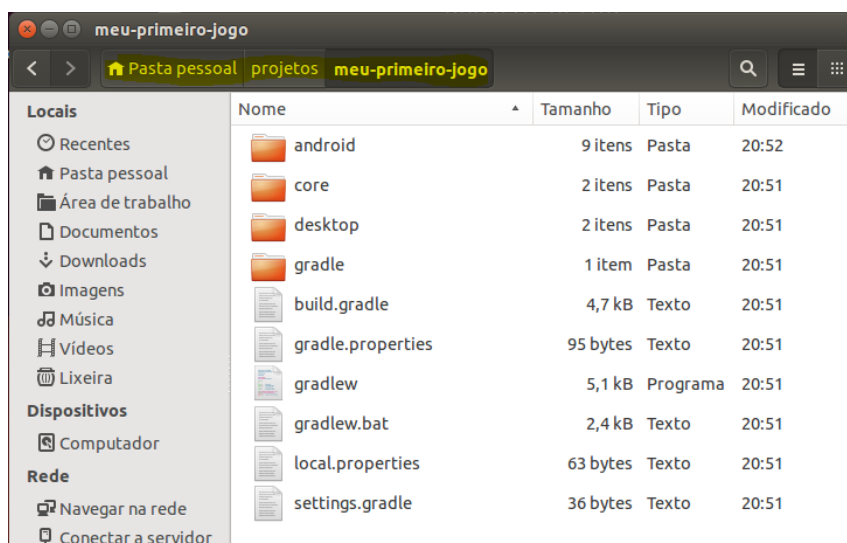 meu-primeiro-jogo
Pasta pessoal projetos meu-primeiro-jogo
Locais
Recentes
Pasta pessoal
Área de trabalho
Documentos
Downloads
Imagens
Música
Vídeos
Lixeira
Dispositivos
Computador
Rede
Navegar na rede
Conectar a servidor
Nome Tamanho Tipo Modificado
android 9 itens Pasta 20:52
core 2 itens Pasta 20:51
desktop 2 itens Pasta 20:51
gradle 1 item Pasta 20:51
build.gradle 4,7 kB Texto 20:51
gradle.properties 95 bytes Texto 20:51
gradlew 5,1 kB Programa 20:51
gradlew.bat 2,4 kB Texto 20:51
local.properties 63 bytes Texto 20:51
settings.gradle 36 bytes Texto 20:51